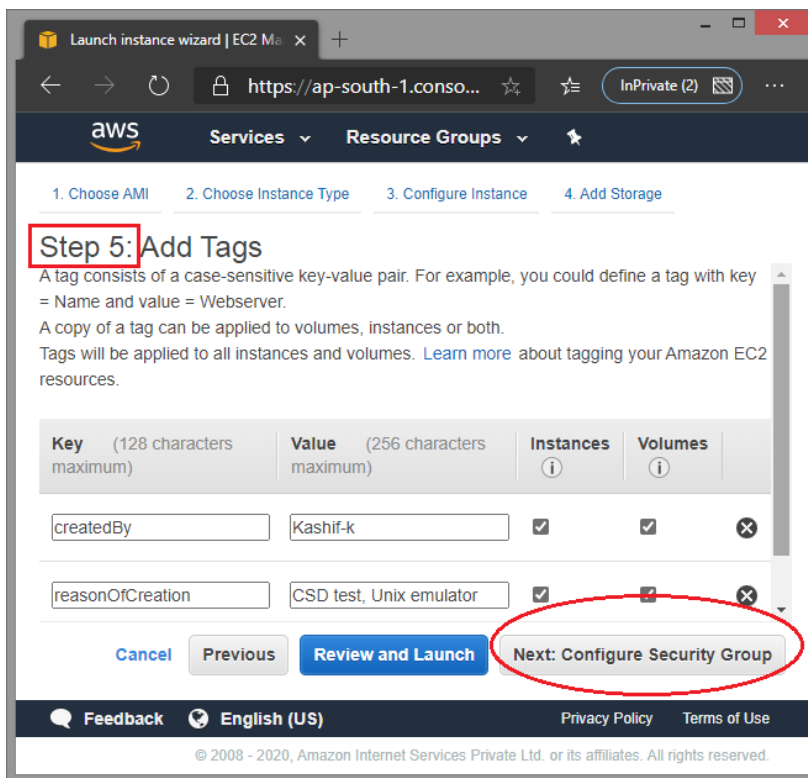 Launch instance wizard | EC2 Ma
https://ap-south-1.conso...
InPrivate (2)
aws
Services
Resource Groups
1. Choose AMI 2. Choose Instance Type 3. Configure Instance 4. Add Storage
Step 5: Add Tags
A tag consists of a case-sensitive key-value pair. For example, you could define a tag with key
= Name and value = Webserver.
A copy of a tag can be applied to volumes, instances or both.
Tags will be applied to all instances and volumes. Learn more about tagging your Amazon EC2
resources.
Key (128 characters
maximum)
Value (256 characters
maximum)
Instances
Volumes
createdBy
Kashif-k
reasonOfCreation
CSD test, Unix emulator
Cancel
Previous
Review and Launch
Next: Configure Security Group
Feedback
English (US)
Privacy Policy
Terms of Use
© 2008 - 2020, Amazon Internet Services Private Ltd. or its affiliates. All rights reserved.